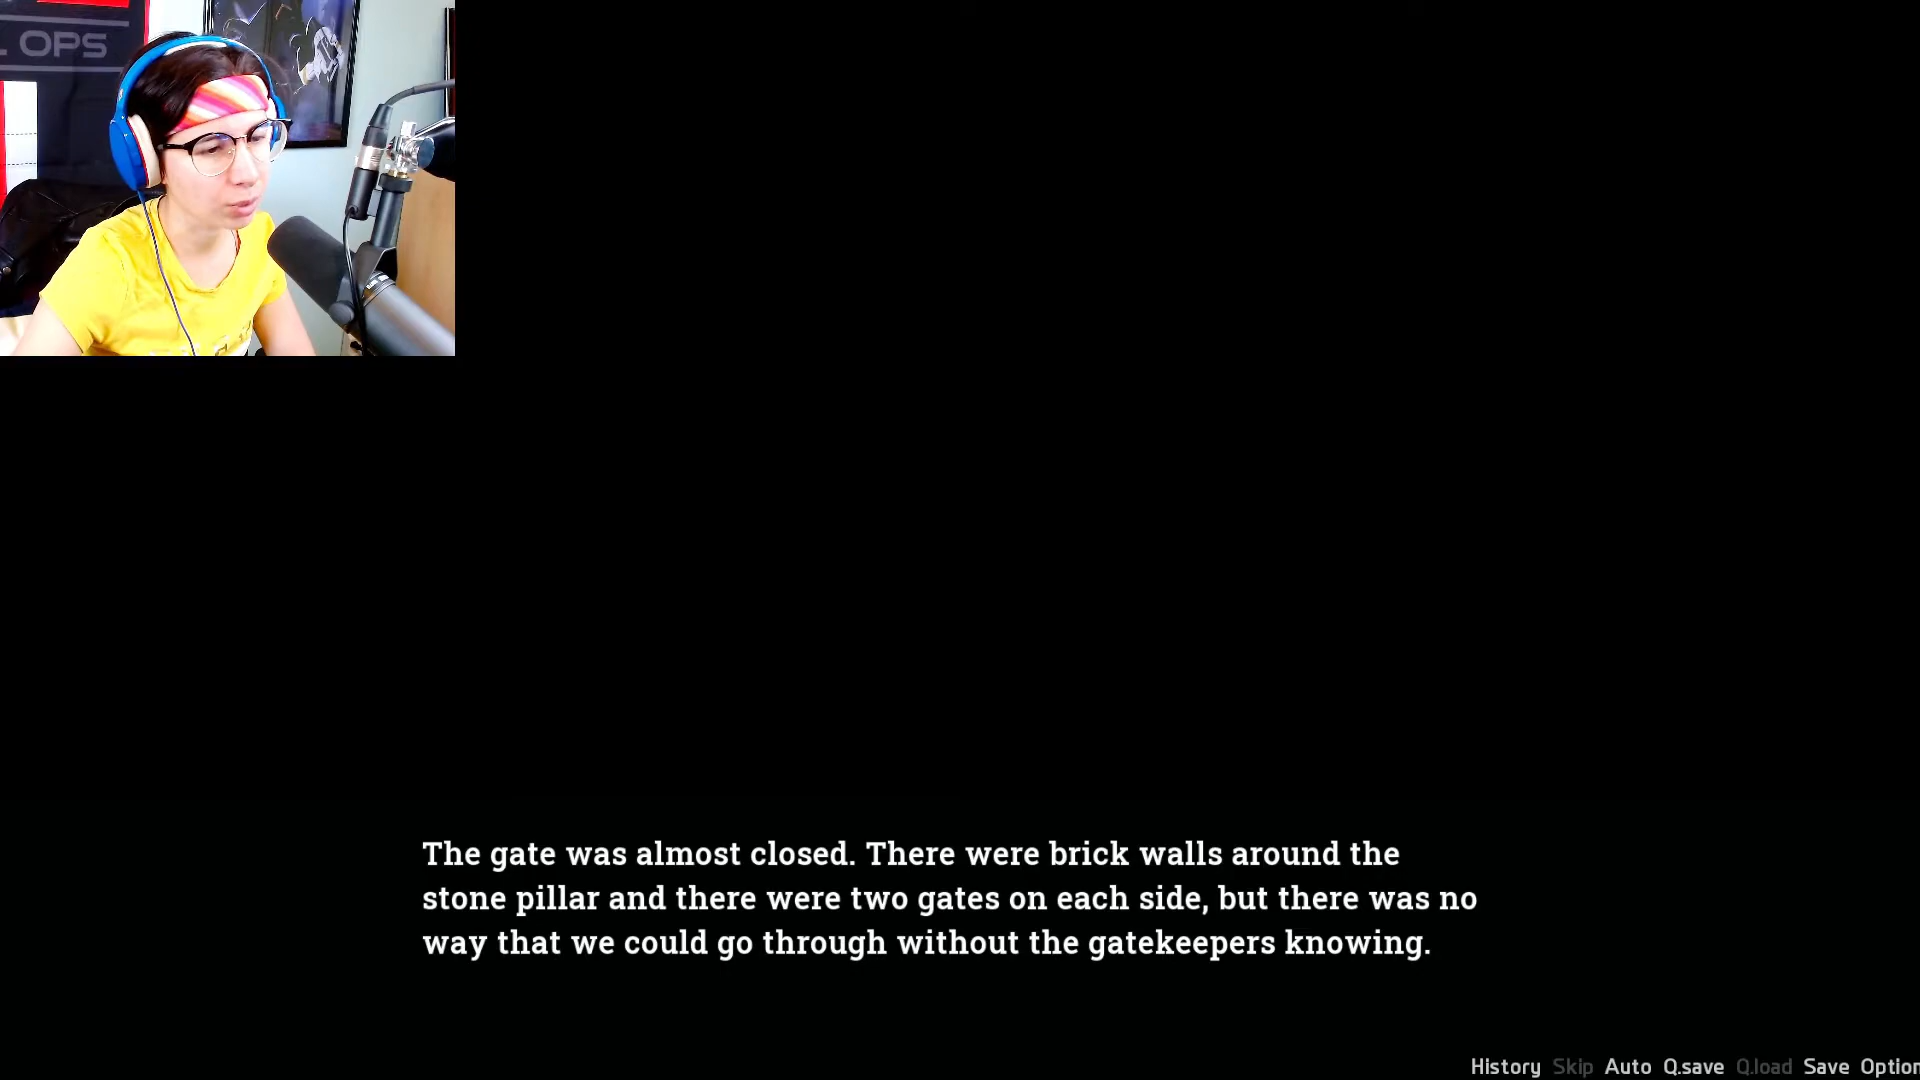 . OPS
The gate was almost closed. There were brick walls around the
stone pillar and there were two gates on each side, but there was no
way that we could go through without the gatekeepers knowing.
History Skip Auto Q.save Q.load Save Option